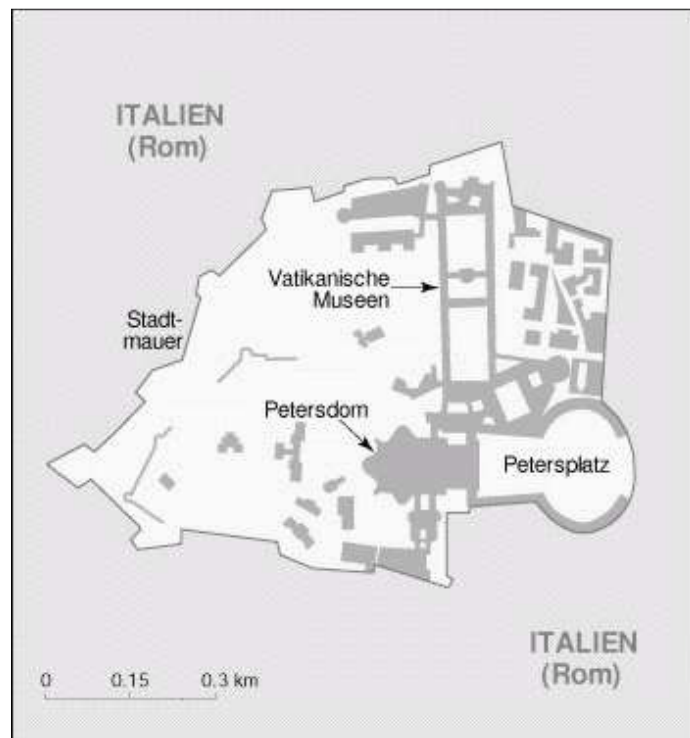 ITALIEN
(Rom)
Vatikanische
Museen
Stadt-
mauer
Petersdom
Petersplatz
ITALIEN
(Rom)
0 0.15 0.3 km